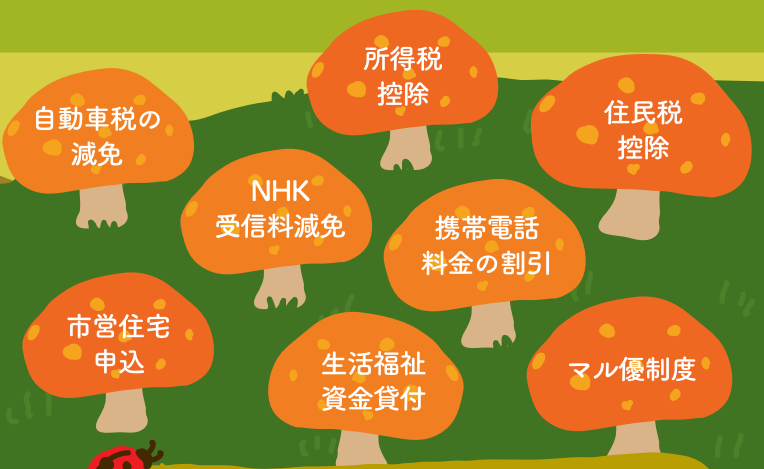 所得税
控除
自動車税の
減免
住民税
控除
NHK
受信料減免
携帯電話
料金の割引
市営住宅
申込
生活福祉
資金貸付
マル優制度